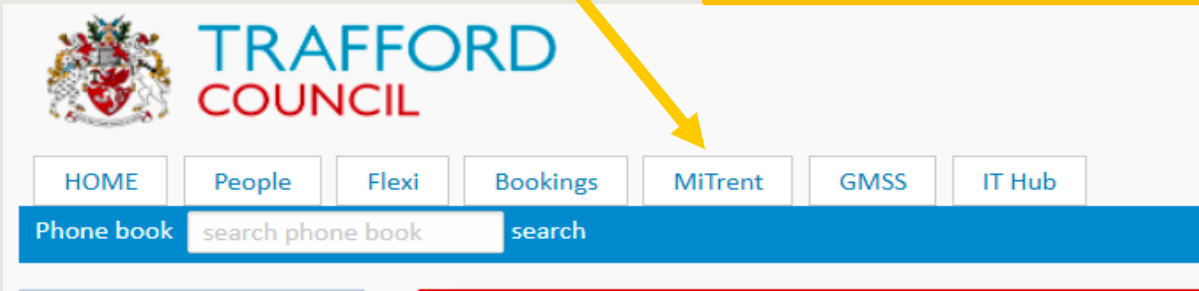 TRAFFORD
COUNCIL
HOME People Flexi Bookings MiTrent GMSS IT Hub
Phone book search phone book search